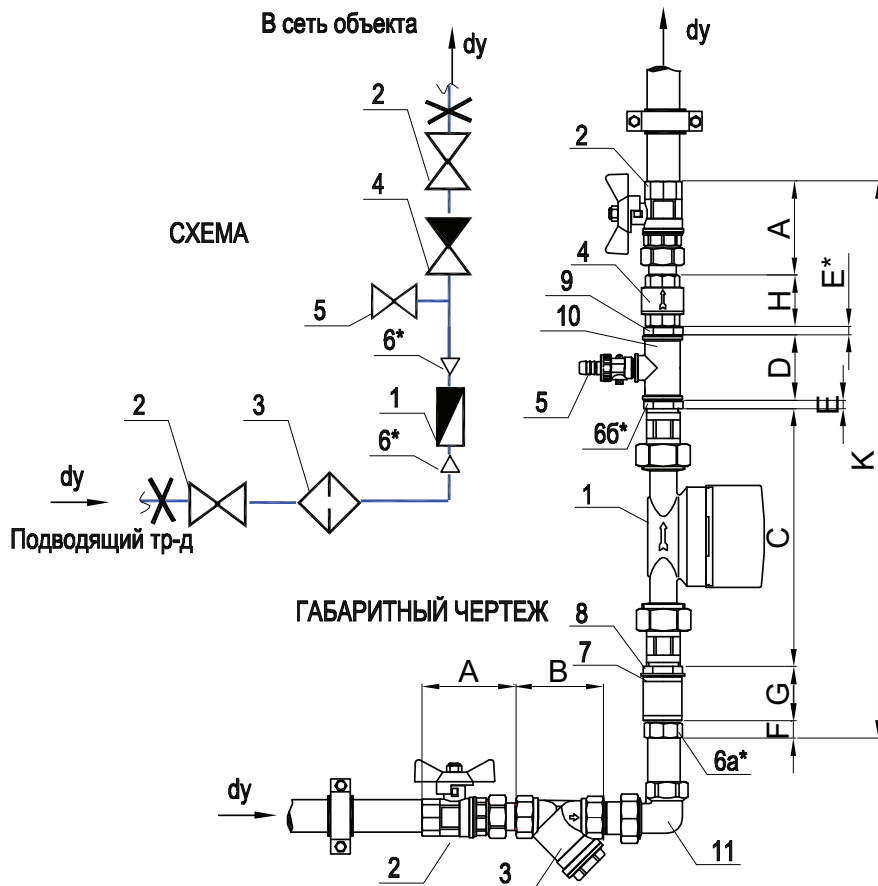 В сеть объекта
dy
2
4
СХЕМА
5
6*
1
6*
2
3
dy
Подводящий тр-д
ГАБАРИТНЫЙ ЧЕРТЕЖ
dy
2
A
E*
4
H
9
10
D
5
E
6б*
K
1
C
8
7
G
F
6а*
A
B
dy
2
3
11